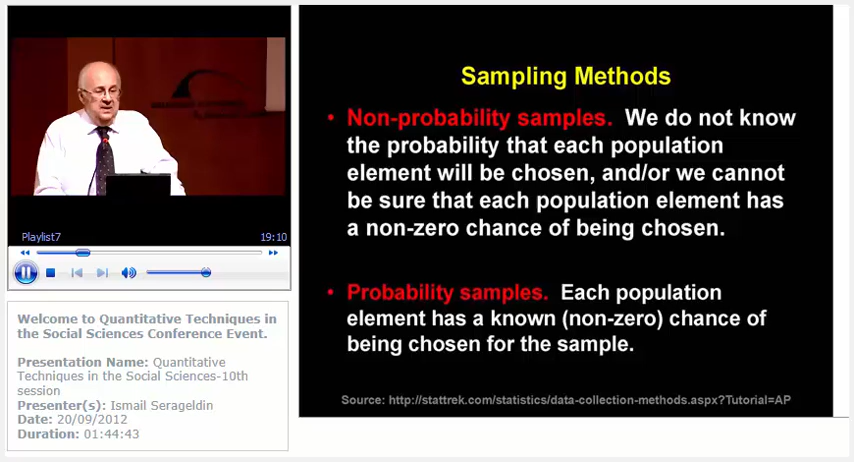 Playlist7 19:10
Welcome to Quantitative Techniques in
the Social Sciences Conference Event.
Presentation Name: Quantitative
Techniques in the Social Sciences-10th
session
Presenter(s): Ismail Serageldin
Date: 20/09/2012
Duration: 01:44:43
Sampling Methods
• Non-probability samples. We do not know
the probability that each population
element will be chosen, and/or we cannot
be sure that each population element has
a non-zero chance of being chosen.
• Probability samples. Each population
element has a known (non-zero) chance of
being chosen for the sample.
Source: http://stattrek.com/statistics/data-collection-methods.aspx?Tutorial=AP